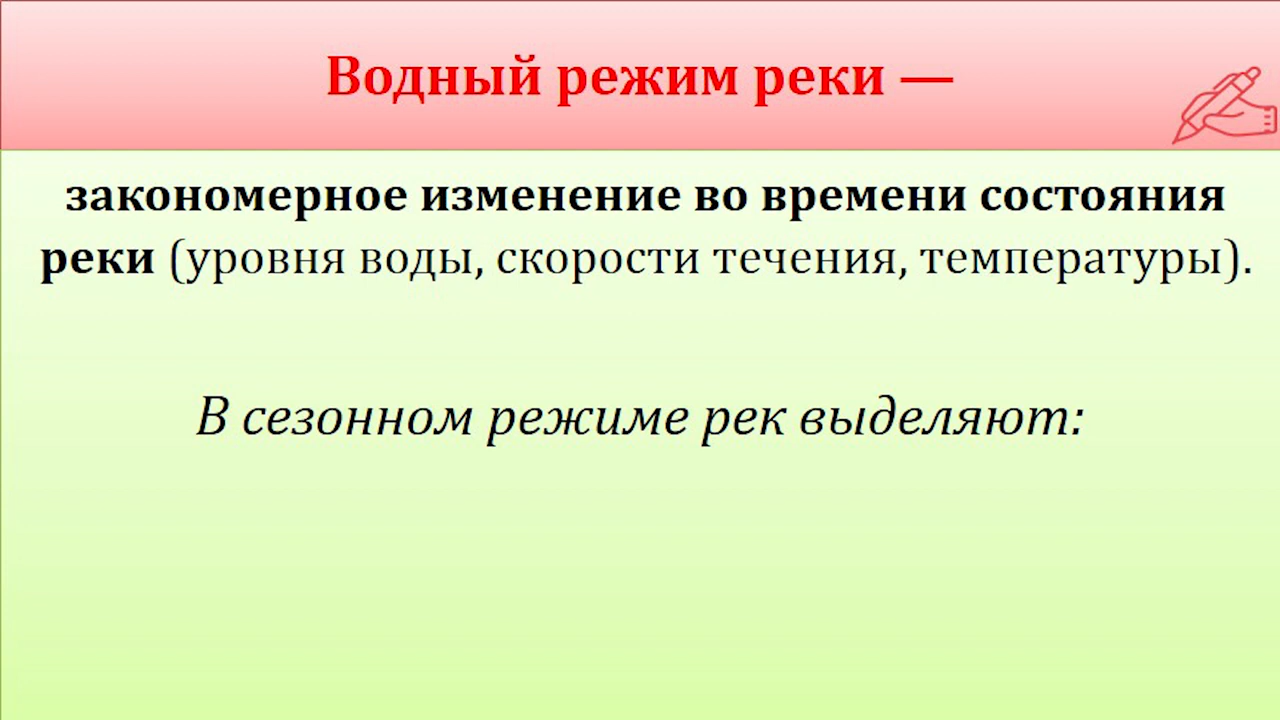 Водный режим реки —
закономерное изменение во времени состояния
реки (уровня воды, скорости течения, температуры).
В сезонном режиме рек выделяют: